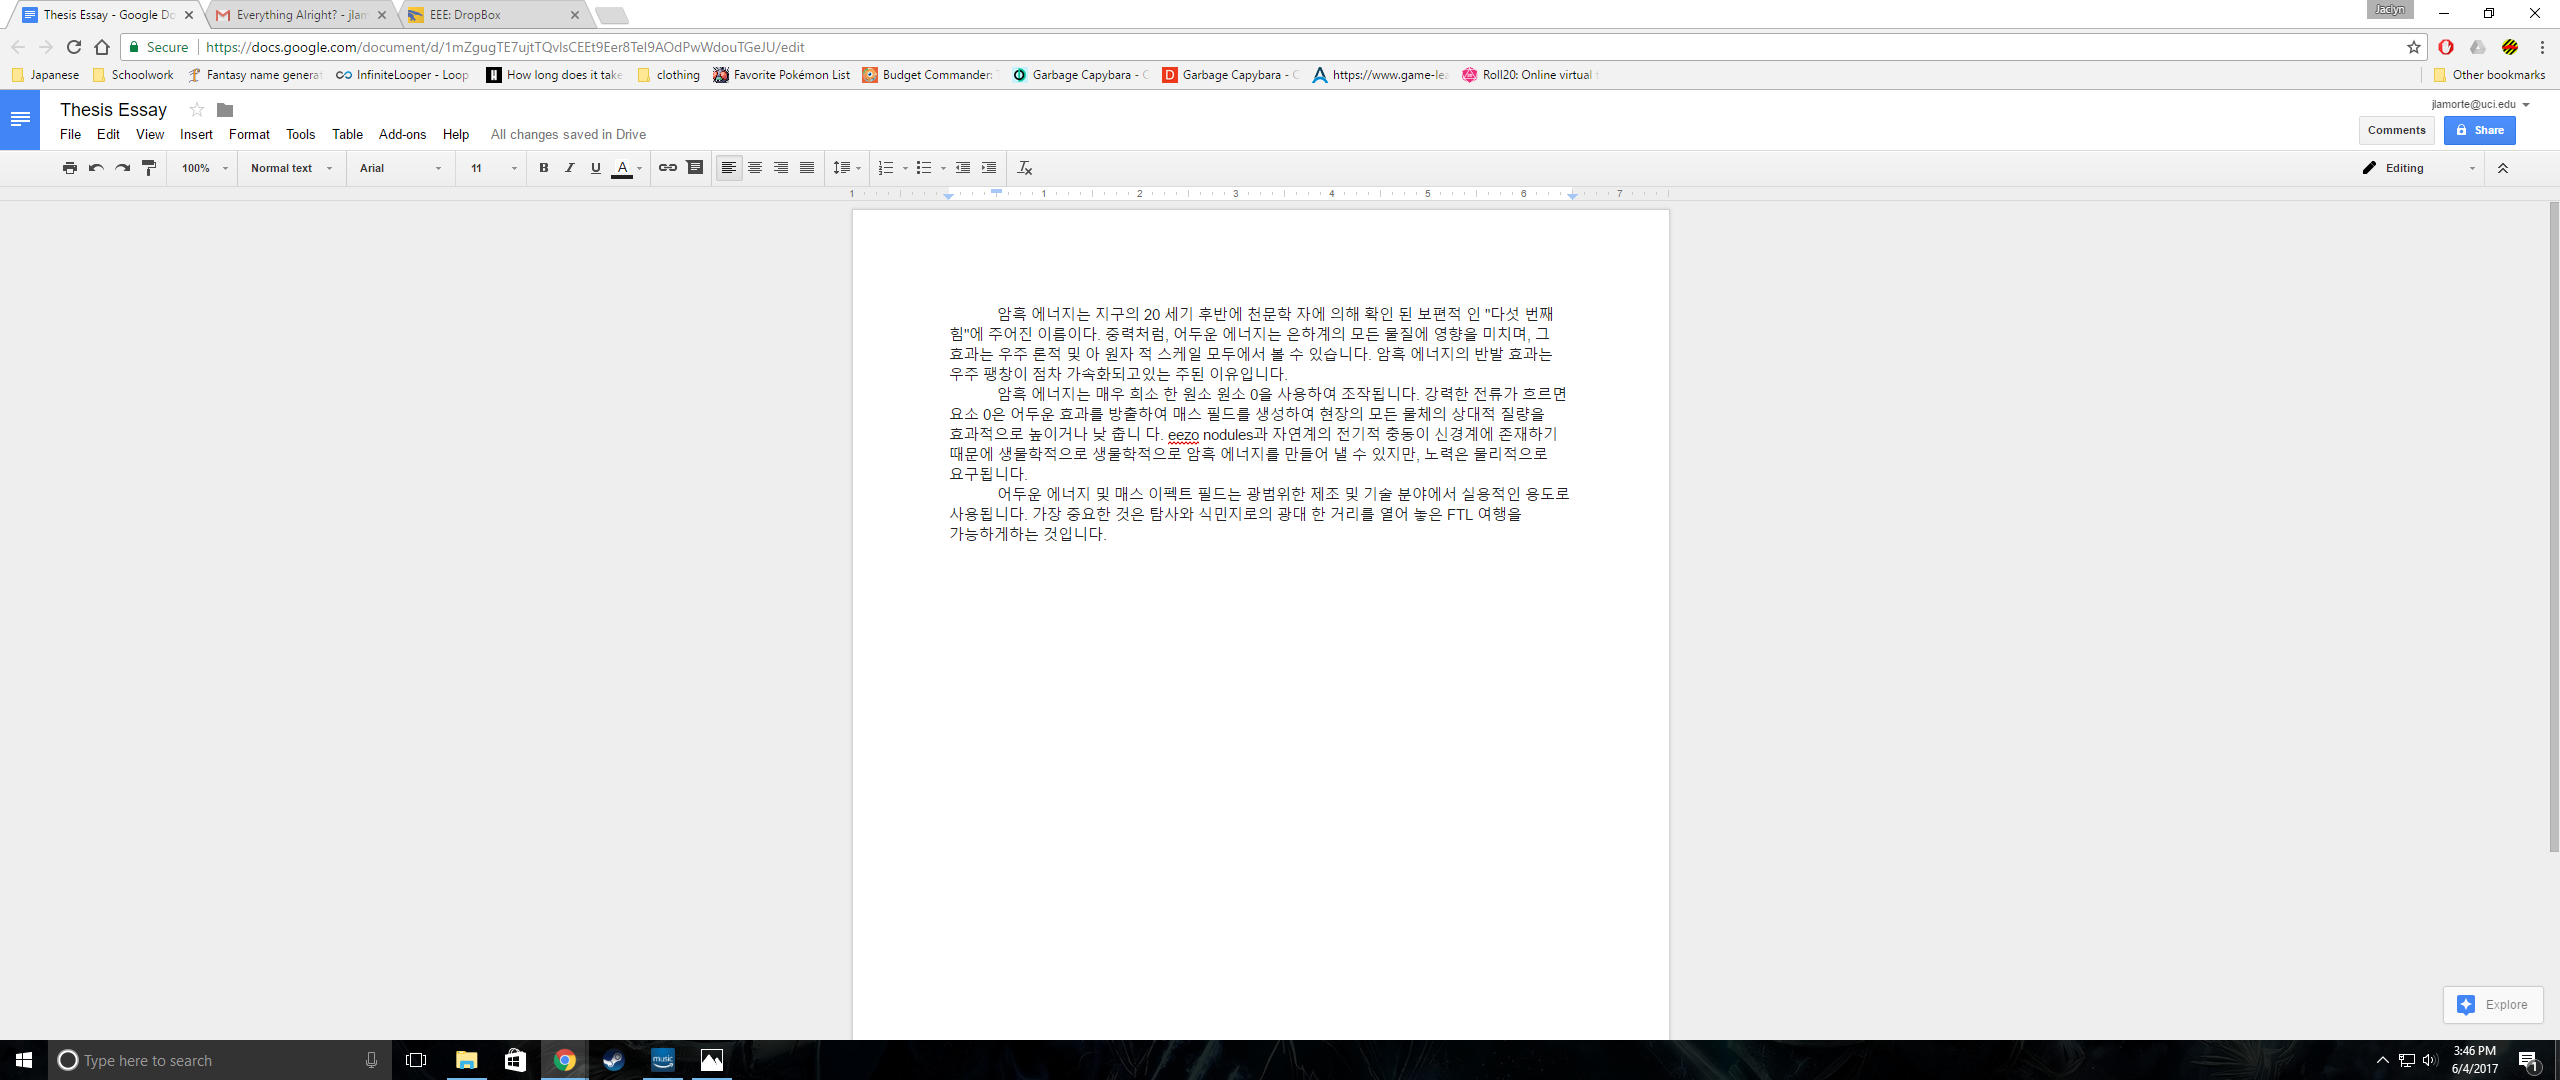 Thesis Essay - Google Do
Everything Alright? - jlam
EEE: DropBox
Jaclyn
Secure
https://docs.google.com/document/d/1mZgugTE7ujtTQvlsCEEt9Eer8Tel9AOdPwWdouTGeJU/edit
Japanese
Schoolwork
Fantasy name generat
InfiniteLooper - Loop
How long does it take
clothing
Favorite Pokémon List
Budget Commander:
Garbage Capybara - C
Garbage Capybara - C
https://www.game-lea
Roll20: Online virtual
Other bookmarks
Thesis Essay
jlamorte@uci.edu
File Edit View Insert Format Tools Table Add-ons Help All changes saved in Drive
Comments
Share
100% Normal text Arial 11 B I U A
Editing
1 1 2 3 4 5 6 7
암흑 에너지는 지구의 20 세기 후반에 천문학 자에 의해 확인 된 보편적 인 "다섯 번째
힘"에 주어진 이름이다. 중력처럼, 어두운 에너지는 은하계의 모든 물질에 영향을 미치며, 그
효과는 우주 론적 및 아 원자 적 스케일 모두에서 볼 수 있습니다. 암흑 에너지의 반발 효과는
우주 팽창이 점차 가속화되고있는 주된 이유입니다.
암흑 에너지는 매우 희소 한 원소 원소 0을 사용하여 조작됩니다. 강력한 전류가 흐르면
요소 0은 어두운 효과를 방출하여 매스 필드를 생성하여 현장의 모든 물체의 상대적 질량을
효과적으로 높이거나 낮 춥니 다. eezo nodules과 자연계의 전기적 충동이 신경계에 존재하기
때문에 생물학적으로 생물학적으로 암흑 에너지를 만들어 낼 수 있지만, 노력은 물리적으로
요구됩니다.
어두운 에너지 및 매스 이펙트 필드는 광범위한 제조 및 기술 분야에서 실용적인 용도로
사용됩니다. 가장 중요한 것은 탐사와 식민지로의 광대 한 거리를 열어 놓은 FTL 여행을
가능하게하는 것입니다.
Explore
Type here to search
music
3:46 PM
6/4/2017
1